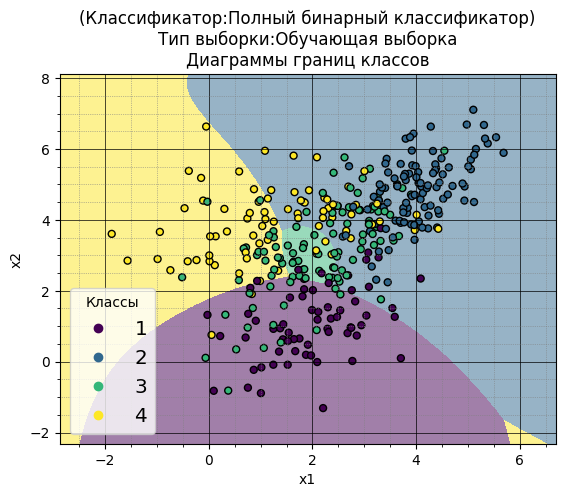 (Классификатор:Полный бинарный классификатор)
Тип выборки:Обучающая выборка
Диаграммы границ классов
8
6
4
2
0
−2
x2
Классы
1
2
3
4
−2
0
2
4
6
x1